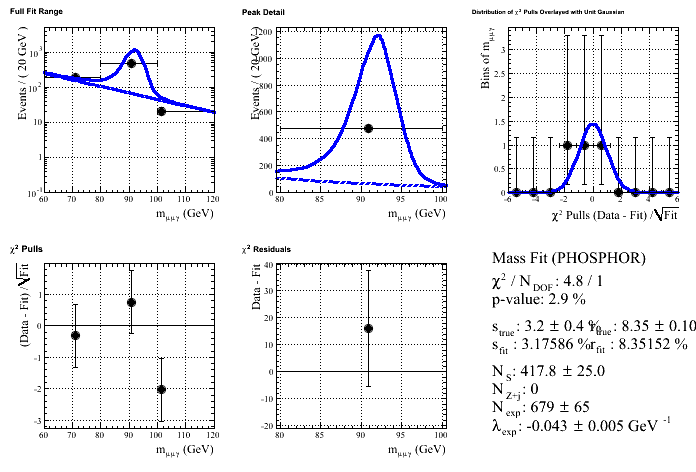 Full Fit Range
Events / ( 20 GeV )
10³
10²
10
1
10⁻¹
60 70 80 90 100 110 120
m_μμγ (GeV)
Peak Detail
Events / ( 20 GeV )
1200
1000
800
600
400
200
0
80 85 90 95 100
m_μμγ (GeV)
Distribution of χ² Pulls Overlayed with Unit Gaussian
Bins of m_μμγ
3
2.5
2
1.5
1
0.5
0
-6 -4 -2 0 2 4 6
χ² Pulls (Data - Fit) /√Fit
χ² Pulls
(Data - Fit) /√Fit
1
0
-1
-2
-3
60 70 80 90 100 110 120
m_μμγ (GeV)
χ² Residuals
Data - Fit
40
30
20
10
0
-10
-20
80 85 90 95 100
m_μμγ (GeV)
Mass Fit (PHOSPHOR)
χ² / N_DOF: 4.8 / 1
p-value: 2.9 %
s_true: 3.2 ± 0.4 % r_true: 8.35 ± 0.10
s_fit: 3.17586 % r_fit: 8.35152 %
N_S: 417.8 ± 25.0
N_Z+j: 0
N_exp: 679 ± 65
λ_exp: -0.043 ± 0.005 GeV⁻¹